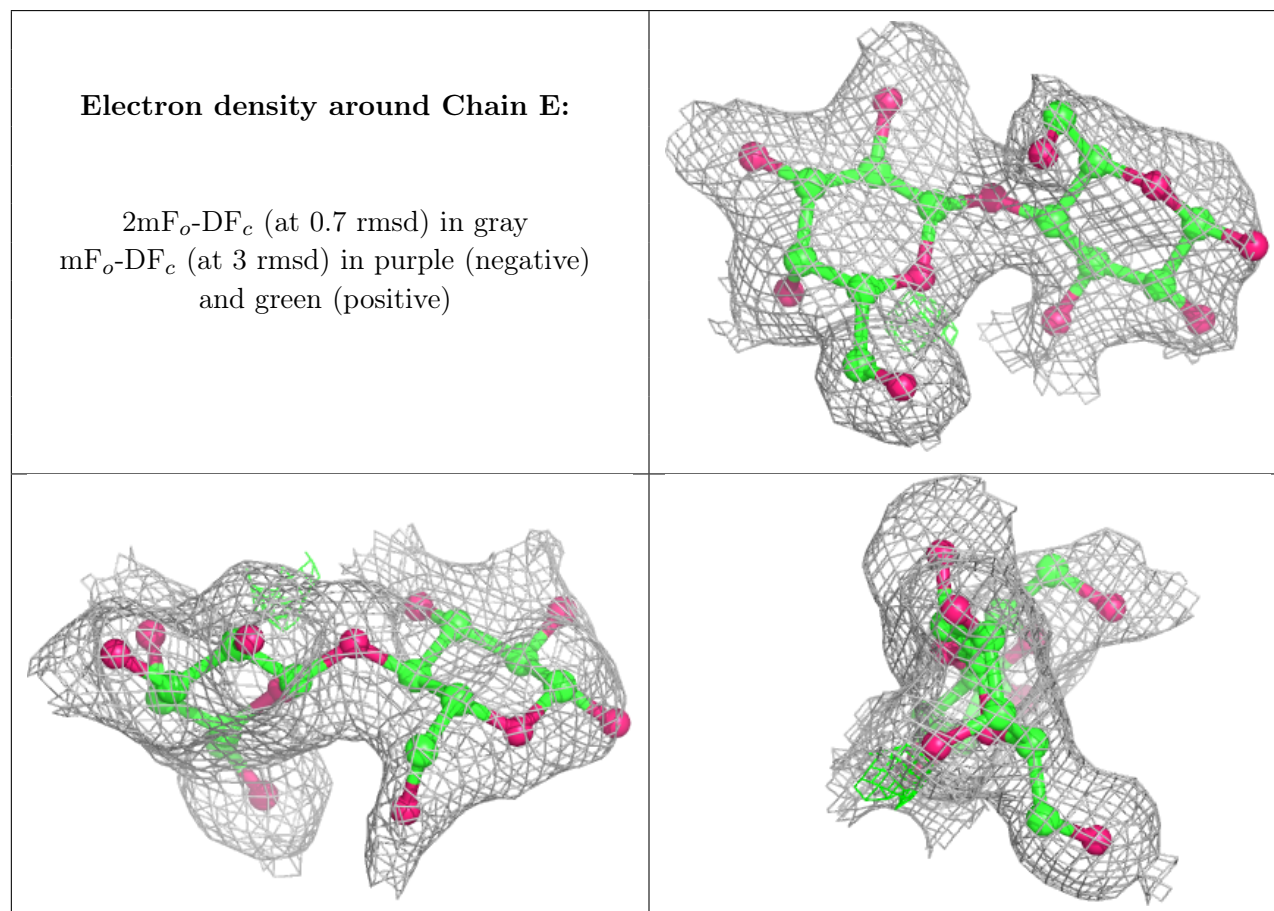 Electron density around Chain E:
2mFo-DFc (at 0.7 rmsd) in gray
mFo-DFc (at 3 rmsd) in purple (negative)
and green (positive)